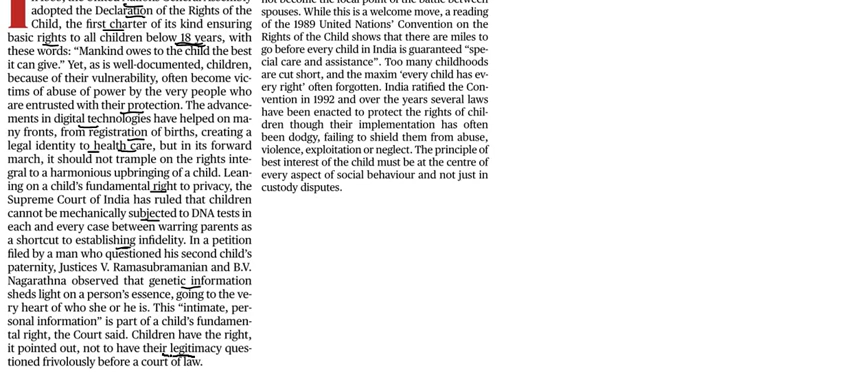 adopted the Declaration of the Rights of the
Child, the first charter of its kind ensuring
basic rights to all children below 18 years, with
these words: “Mankind owes to the child the best
it can give.” Yet, as is well-documented, children,
because of their vulnerability, often become vic-
tims of abuse of power by the very people who
are entrusted with their protection. The advance-
ments in digital technologies have helped on ma-
ny fronts, from registration of births, creating a
legal identity to health care, but in its forward
march, it should not trample on the rights inte-
gral to a harmonious upbringing of a child. Lean-
ing on a child’s fundamental right to privacy, the
Supreme Court of India has ruled that children
cannot be mechanically subjected to DNA tests in
each and every case between warring parents as
a shortcut to establishing infidelity. In a petition
filed by a man who questioned his second child’s
paternity, Justices V. Ramasubramanian and B.V.
Nagarathna observed that genetic information
sheds light on a person’s essence, going to the ve-
ry heart of who she or he is. This “intimate, per-
sonal information” is part of a child’s fundamen-
tal right, the Court said. Children have the right,
it pointed out, not to have their legitimacy ques-
tioned frivolously before a court of law.
not become the focal point of the battle between
spouses. While this is a welcome move, a reading
of the 1989 United Nations’ Convention on the
Rights of the Child shows that there are miles to
go before every child in India is guaranteed “spe-
cial care and assistance”. Too many childhoods
are cut short, and the maxim ‘every child has ev-
ery right’ often forgotten. India ratified the Con-
vention in 1992 and over the years several laws
have been enacted to protect the rights of chil-
dren though their implementation has often
been dodgy, failing to shield them from abuse,
violence, exploitation or neglect. The principle of
best interest of the child must be at the centre of
every aspect of social behaviour and not just in
custody disputes.